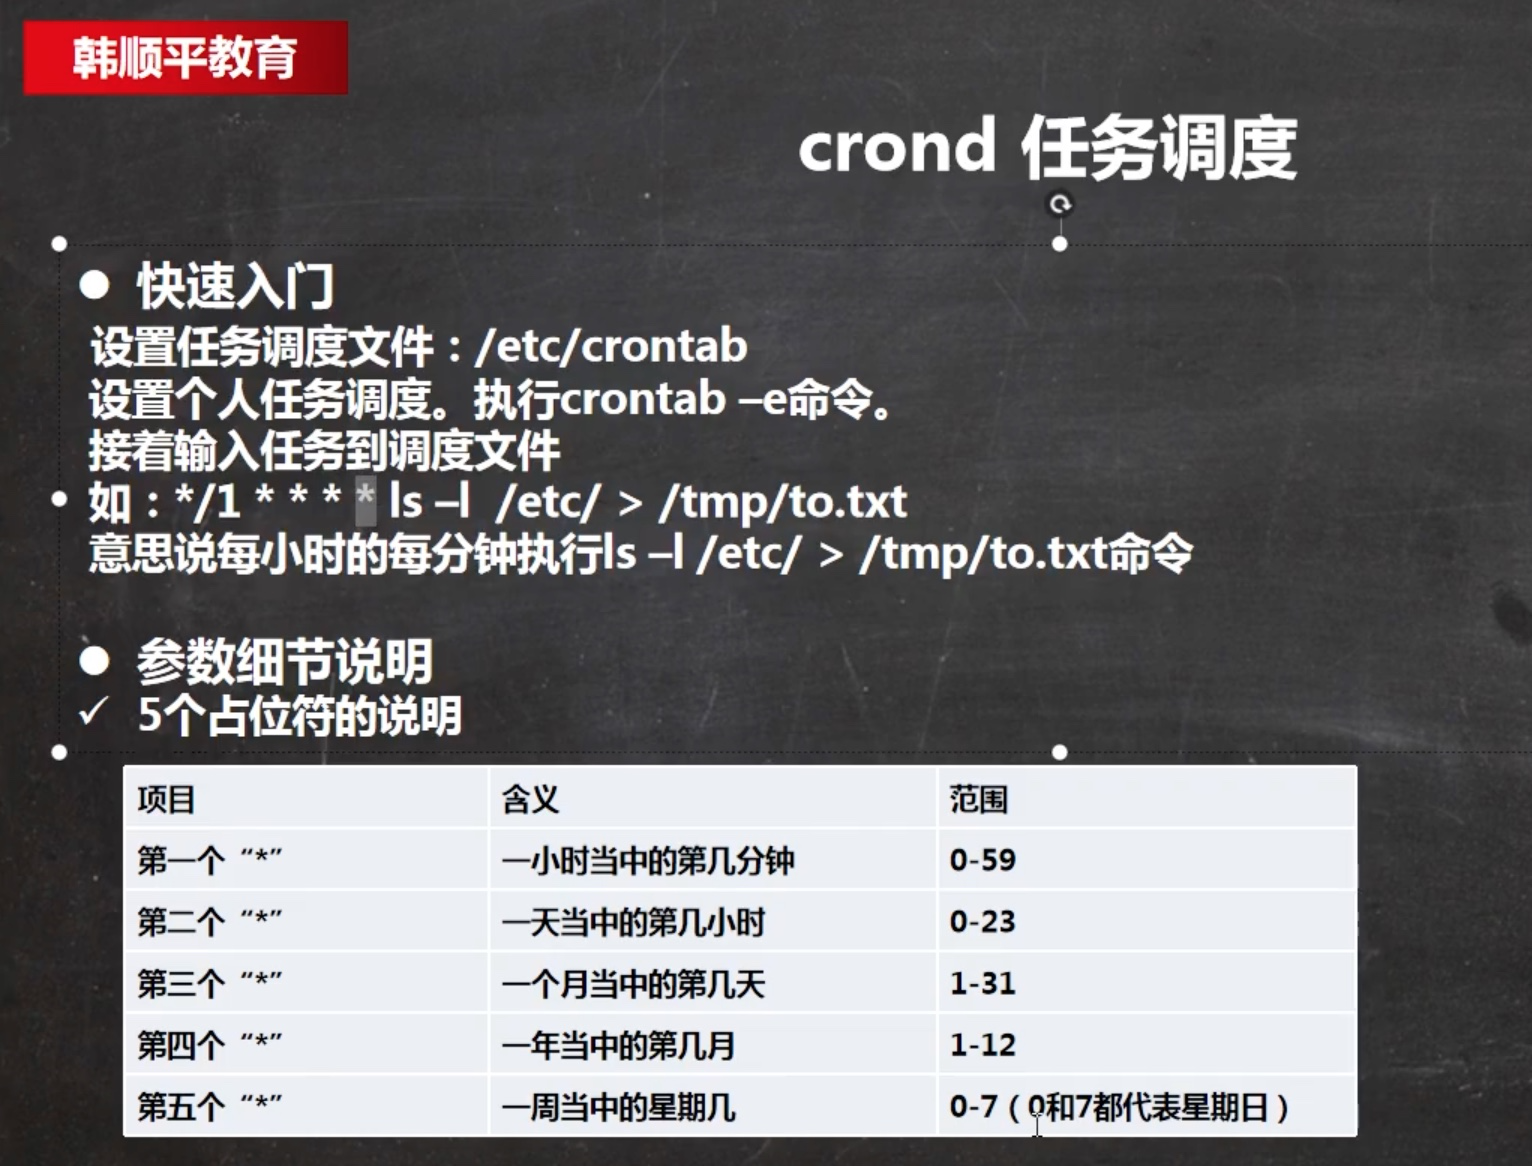 韩顺平教育
crond 任务调度
快速入门
设置任务调度文件：/etc/crontab
设置个人任务调度。执行crontab –e命令。
接着输入任务到调度文件
如：*/1 * * * * ls –l  /etc/ > /tmp/to.txt
意思说每小时的每分钟执行ls –l /etc/ > /tmp/to.txt命令
参数细节说明
✓ 5个占位符的说明
项目 含义 范围
第一个 “*” 一小时当中的第几分钟 0-59
第二个 “*” 一天当中的第几小时 0-23
第三个 “*” 一个月当中的第几天 1-31
第四个 “*” 一年当中的第几月 1-12
第五个 “*” 一周当中的星期几 0-7（0和7都代表星期日）